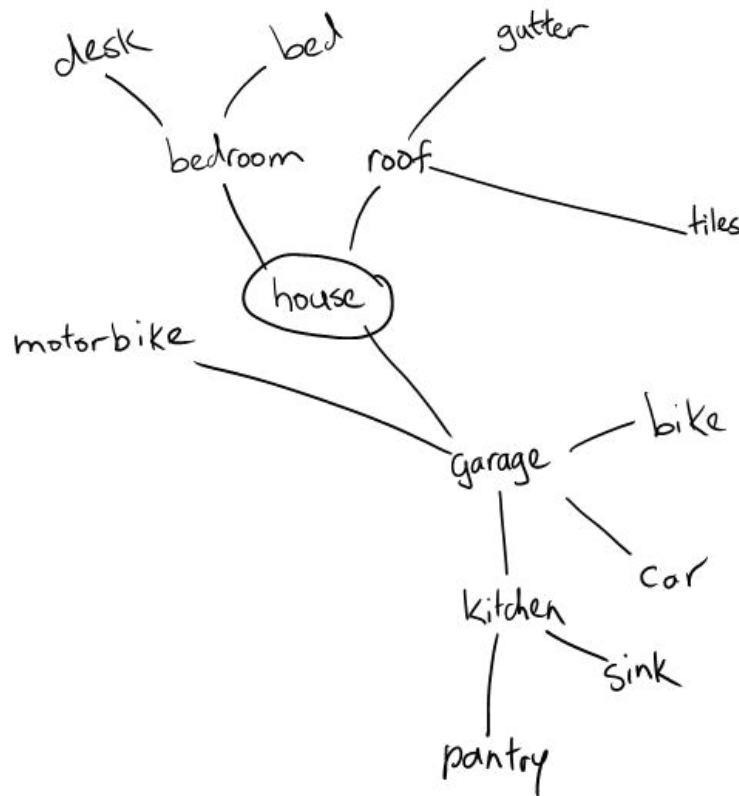 desk
bed
gutter
bedroom
roof
tiles
house
motorbike
bike
garage
car
kitchen
sink
pantry